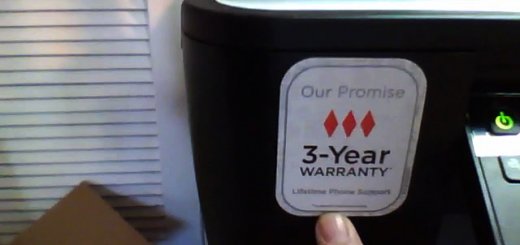 Our Promise
3-Year
WARRANTY
Lifetime Phone Support